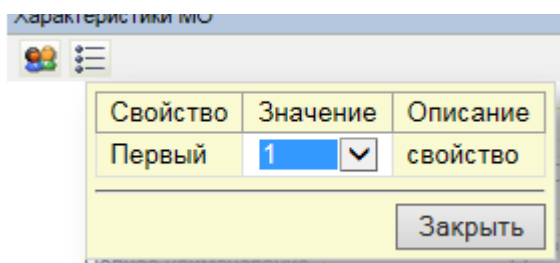 Характеристики МО
Свойство Значение Описание
Первый 1 свойство
Закрыть